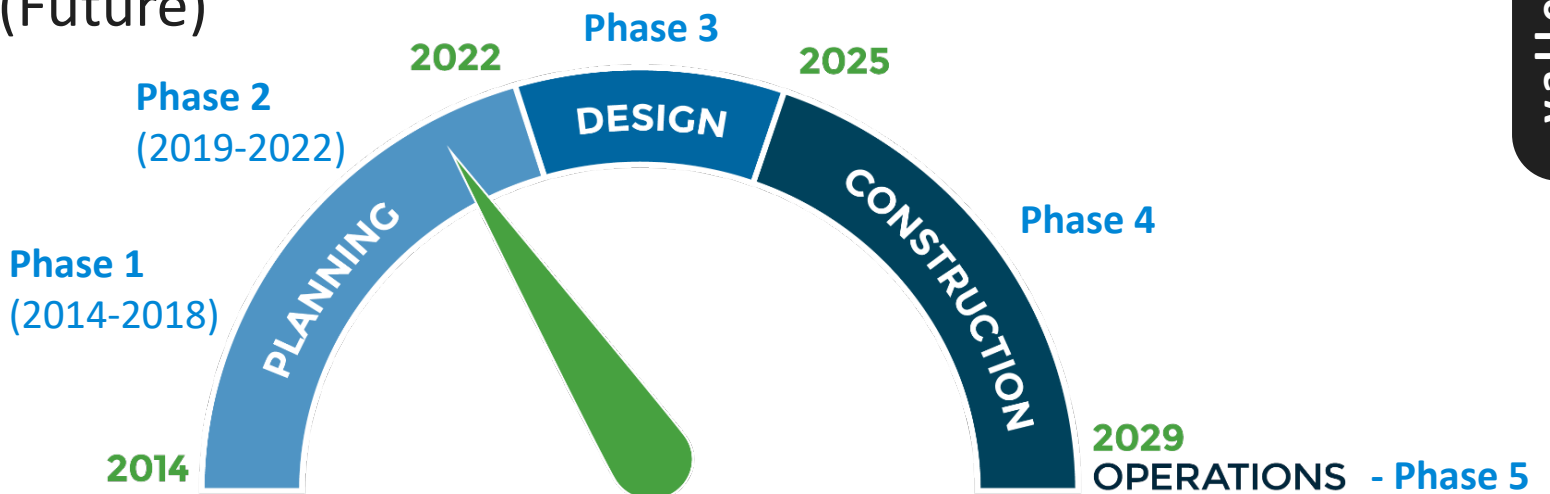 (Future)
Phase 3
2022
2025
Phase 2
(2019-2022)
DESIGN
PLANNING
CONSTRUCTION
Phase 4
Phase 1
(2014-2018)
2014
2029
OPERATIONS - Phase 5